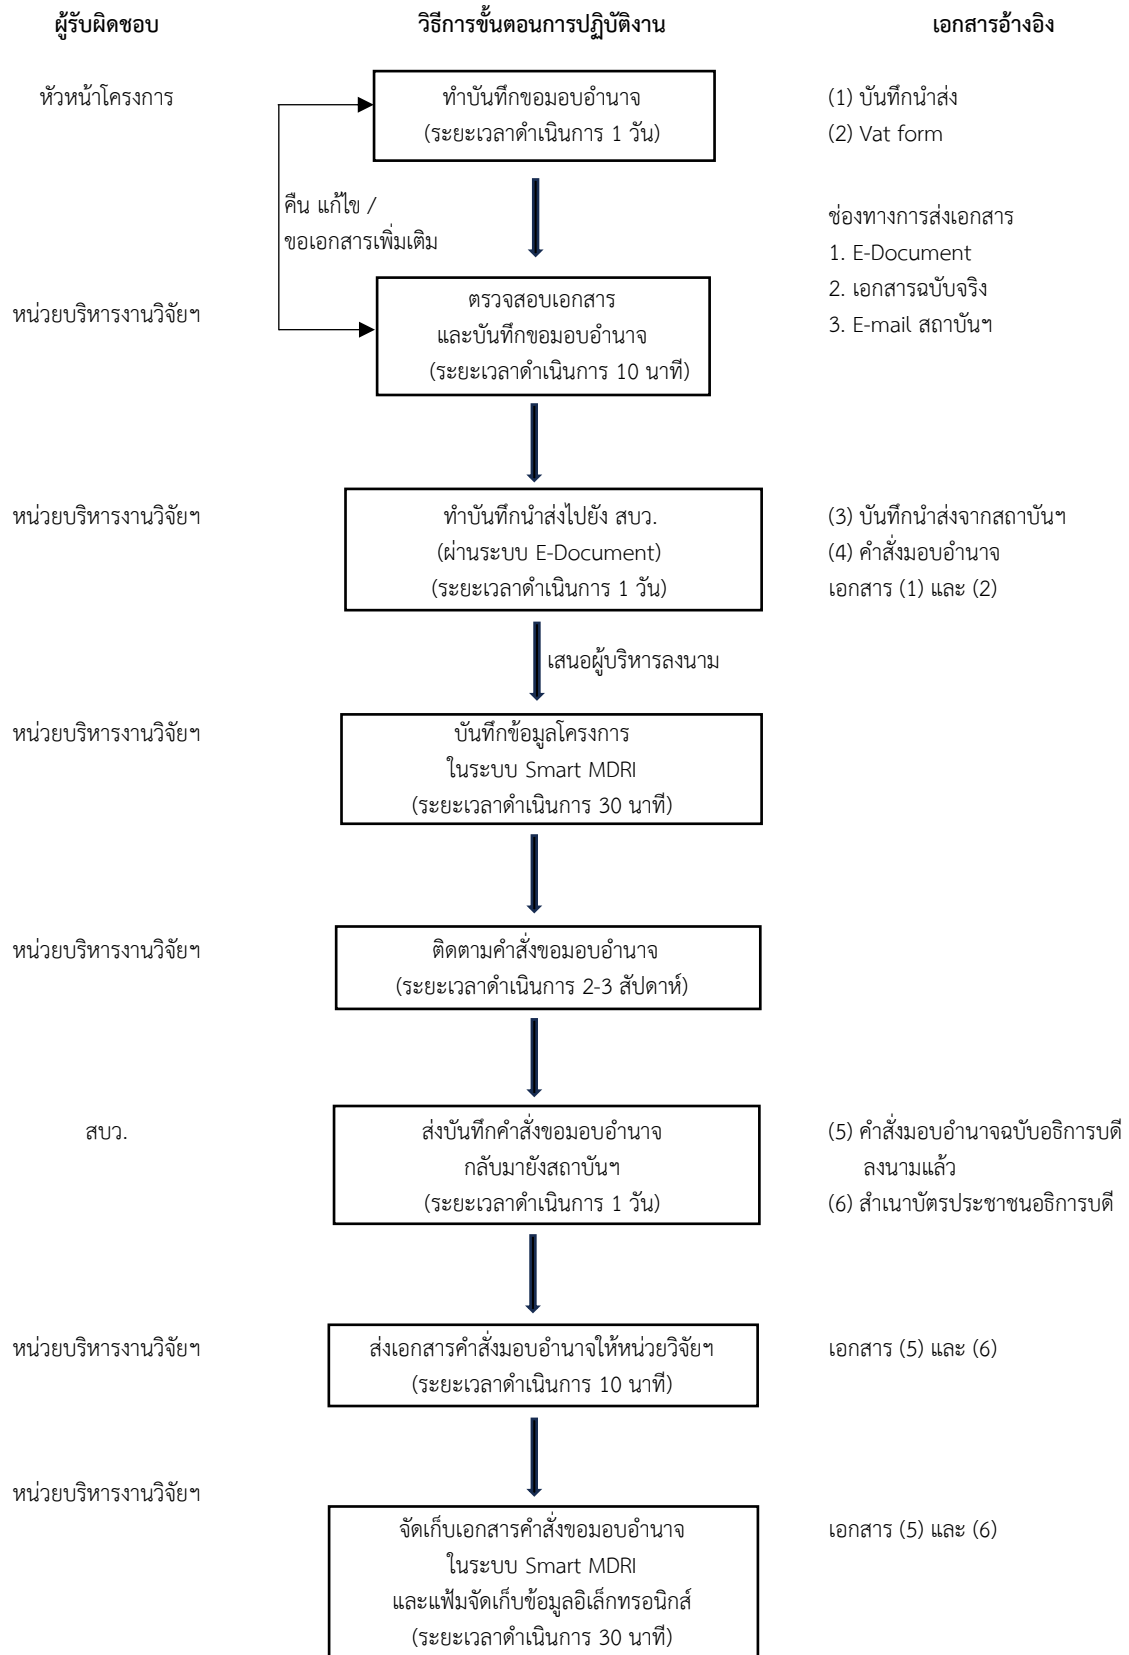 ผู้รับผิดชอบ
วิธีการขั้นตอนการปฏิบัติงาน
เอกสารอ้างอิง
หัวหน้าโครงการ
ทำบันทึกขอมอบอำนาจ
(ระยะเวลาดำเนินการ 1 วัน)
(1) บันทึกนำส่ง
(2) Vat form
คืน แก้ไข /
ขอเอกสารเพิ่มเติม
ช่องทางการส่งเอกสาร
1. E-Document
2. เอกสารฉบับจริง
3. E-mail สถาบันฯ
หน่วยบริหารงานวิจัยฯ
ตรวจสอบเอกสาร
และบันทึกขอมอบอำนาจ
(ระยะเวลาดำเนินการ 10 นาที)
หน่วยบริหารงานวิจัยฯ
ทำบันทึกนำส่งไปยัง สบว.
(ผ่านระบบ E-Document)
(ระยะเวลาดำเนินการ 1 วัน)
(3) บันทึกนำส่งจากสถาบันฯ
(4) คำสั่งมอบอำนาจ
เอกสาร (1) และ (2)
เสนอผู้บริหารลงนาม
หน่วยบริหารงานวิจัยฯ
บันทึกข้อมูลโครงการ
ในระบบ Smart MDRI
(ระยะเวลาดำเนินการ 30 นาที)
หน่วยบริหารงานวิจัยฯ
ติดตามคำสั่งขอมอบอำนาจ
(ระยะเวลาดำเนินการ 2-3 สัปดาห์)
สบว.
ส่งบันทึกคำสั่งขอมอบอำนาจ
กลับมายังสถาบันฯ
(ระยะเวลาดำเนินการ 1 วัน)
(5) คำสั่งมอบอำนาจฉบับอธิการบดี
ลงนามแล้ว
(6) สำเนาบัตรประชาชนอธิการบดี
หน่วยบริหารงานวิจัยฯ
ส่งเอกสารคำสั่งมอบอำนาจให้หน่วยวิจัยฯ
(ระยะเวลาดำเนินการ 10 นาที)
เอกสาร (5) และ (6)
หน่วยบริหารงานวิจัยฯ
จัดเก็บเอกสารคำสั่งขอมอบอำนาจ
ในระบบ Smart MDRI
และแฟ้มจัดเก็บข้อมูลอิเล็กทรอนิกส์
(ระยะเวลาดำเนินการ 30 นาที)
เอกสาร (5) และ (6)